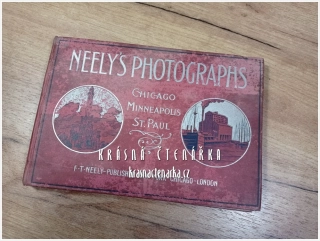 NEELY'S PHOTOGRAPHS
CHICAGO
MINNEAPOLIS
ST. PAUL
KRÁSNÁ ČTENÁŘKA
krasnactenarka.cz
F-T-NEELY-PUBLISHER CHICAGO-LONDON